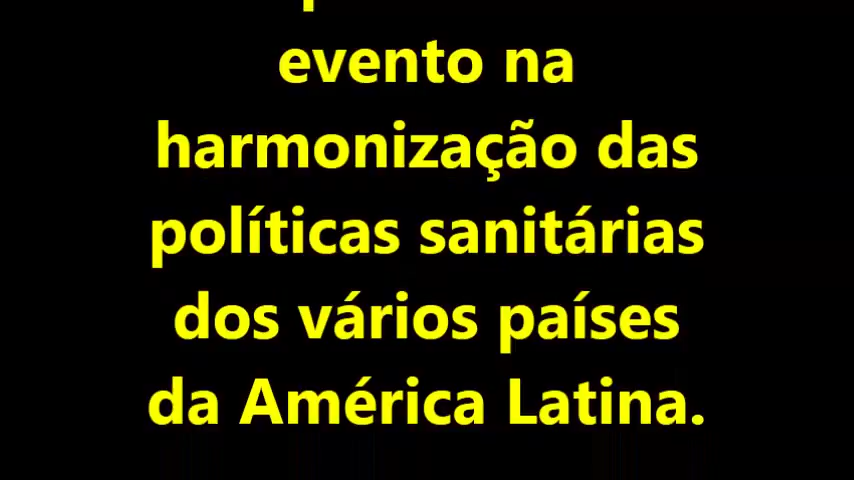 evento na
harmonização das
políticas sanitárias
dos vários países
da América Latina.